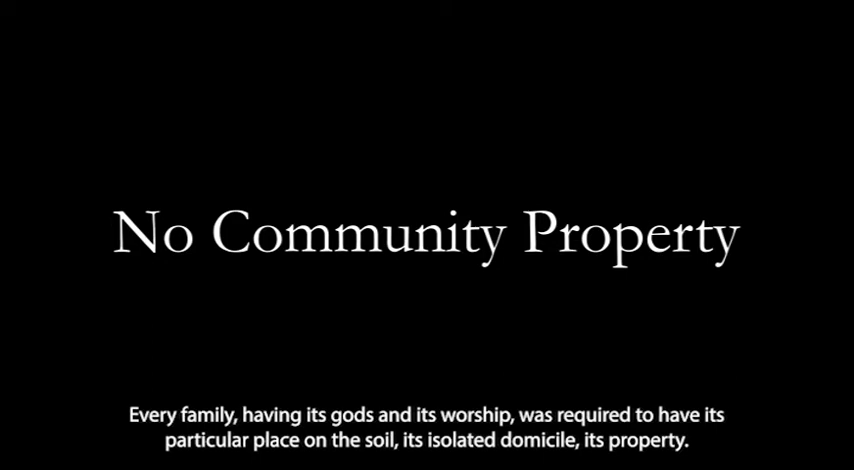 No Community Property
Every family, having its gods and its worship, was required to have its
particular place on the soil, its isolated domicile, its property.